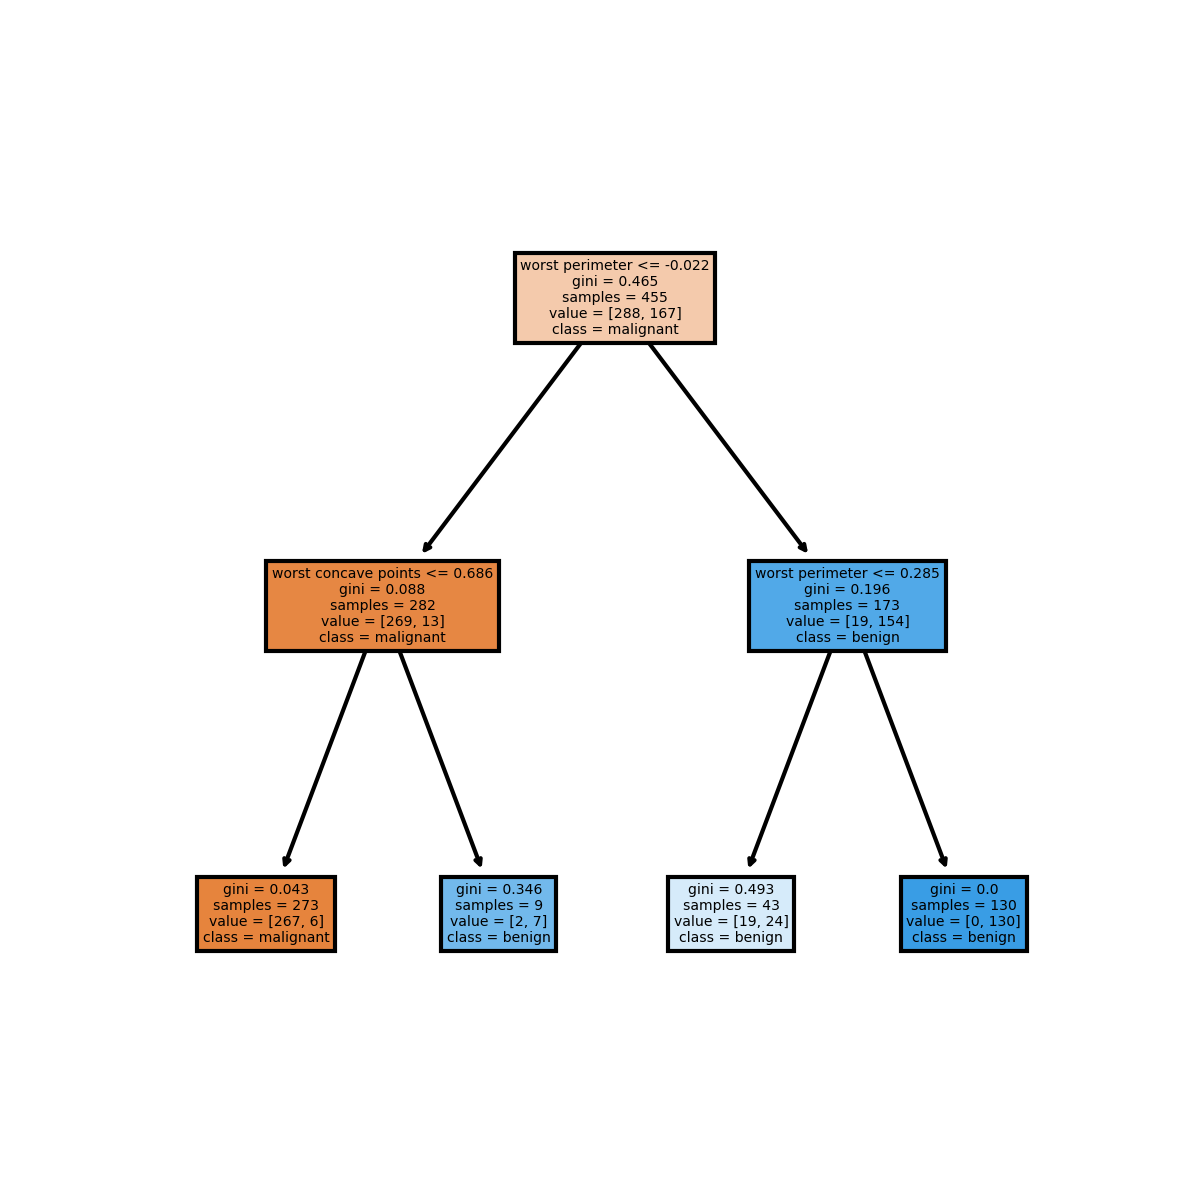 worst perimeter <= -0.022
gini = 0.465
samples = 455
value = [288, 167]
class = malignant
worst concave points <= 0.686
gini = 0.088
samples = 282
value = [269, 13]
class = malignant
worst perimeter <= 0.285
gini = 0.196
samples = 173
value = [19, 154]
class = benign
gini = 0.043
samples = 273
value = [267, 6]
class = malignant
gini = 0.346
samples = 9
value = [2, 7]
class = benign
gini = 0.493
samples = 43
value = [19, 24]
class = benign
gini = 0.0
samples = 130
value = [0, 130]
class = benign